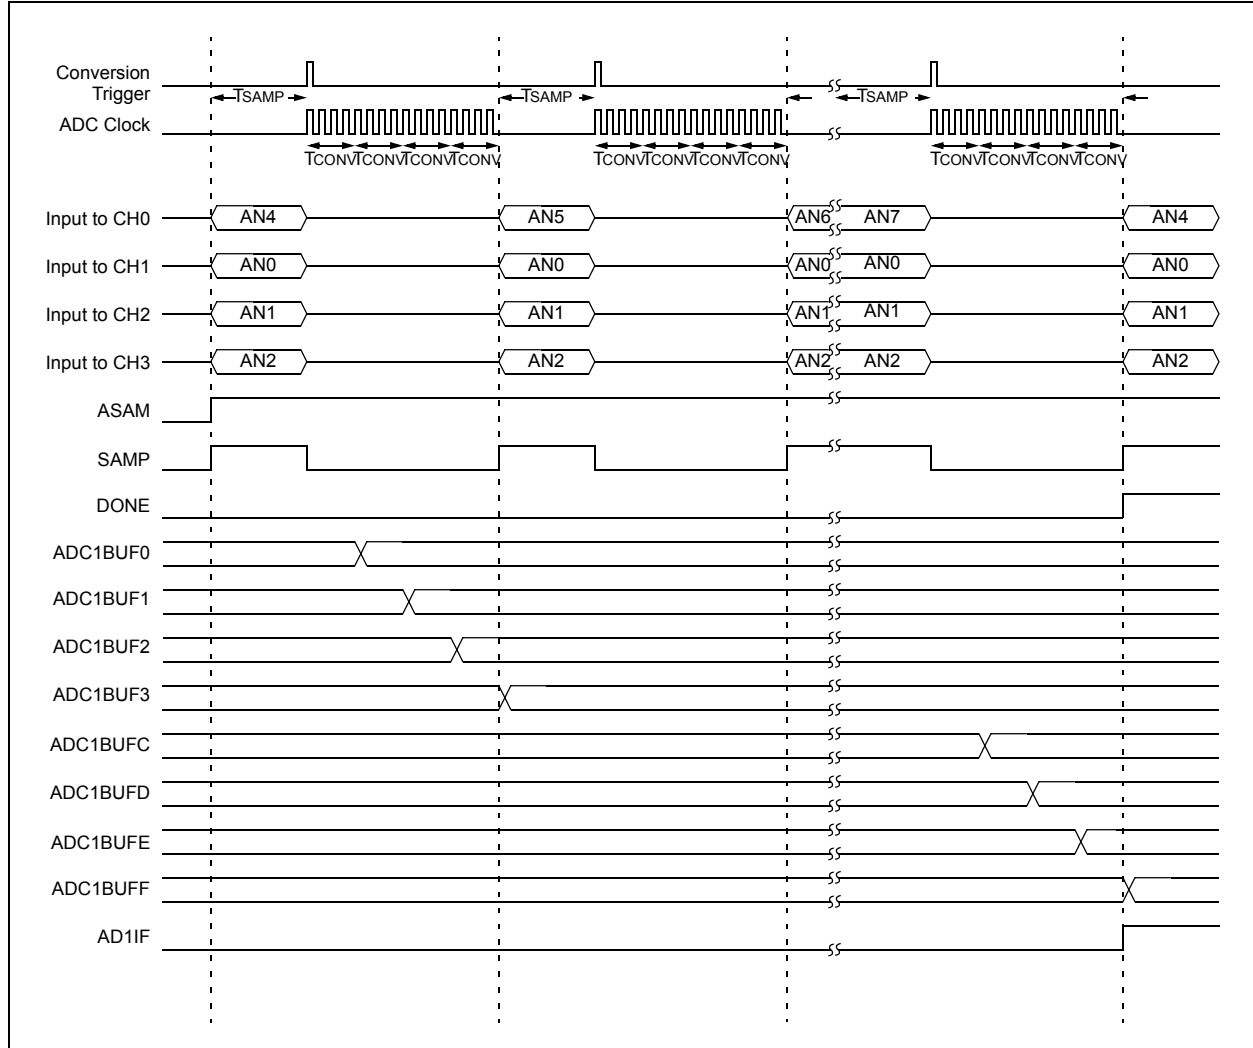 Conversion
Trigger
TSAMP TSAMP TSAMP
ADC Clock
TCONV TCONV TCONV TCONV TCONV TCONV TCONV TCONV TCONV TCONV TCONV TCONV
Input to CH0 AN4 AN5 AN6 AN7 AN4
Input to CH1 AN0 AN0 AN0 AN0 AN0
Input to CH2 AN1 AN1 AN1 AN1 AN1
Input to CH3 AN2 AN2 AN2 AN2 AN2
ASAM
SAMP
DONE
ADC1BUF0
ADC1BUF1
ADC1BUF2
ADC1BUF3
ADC1BUFC
ADC1BUFD
ADC1BUFE
ADC1BUFF
AD1IF